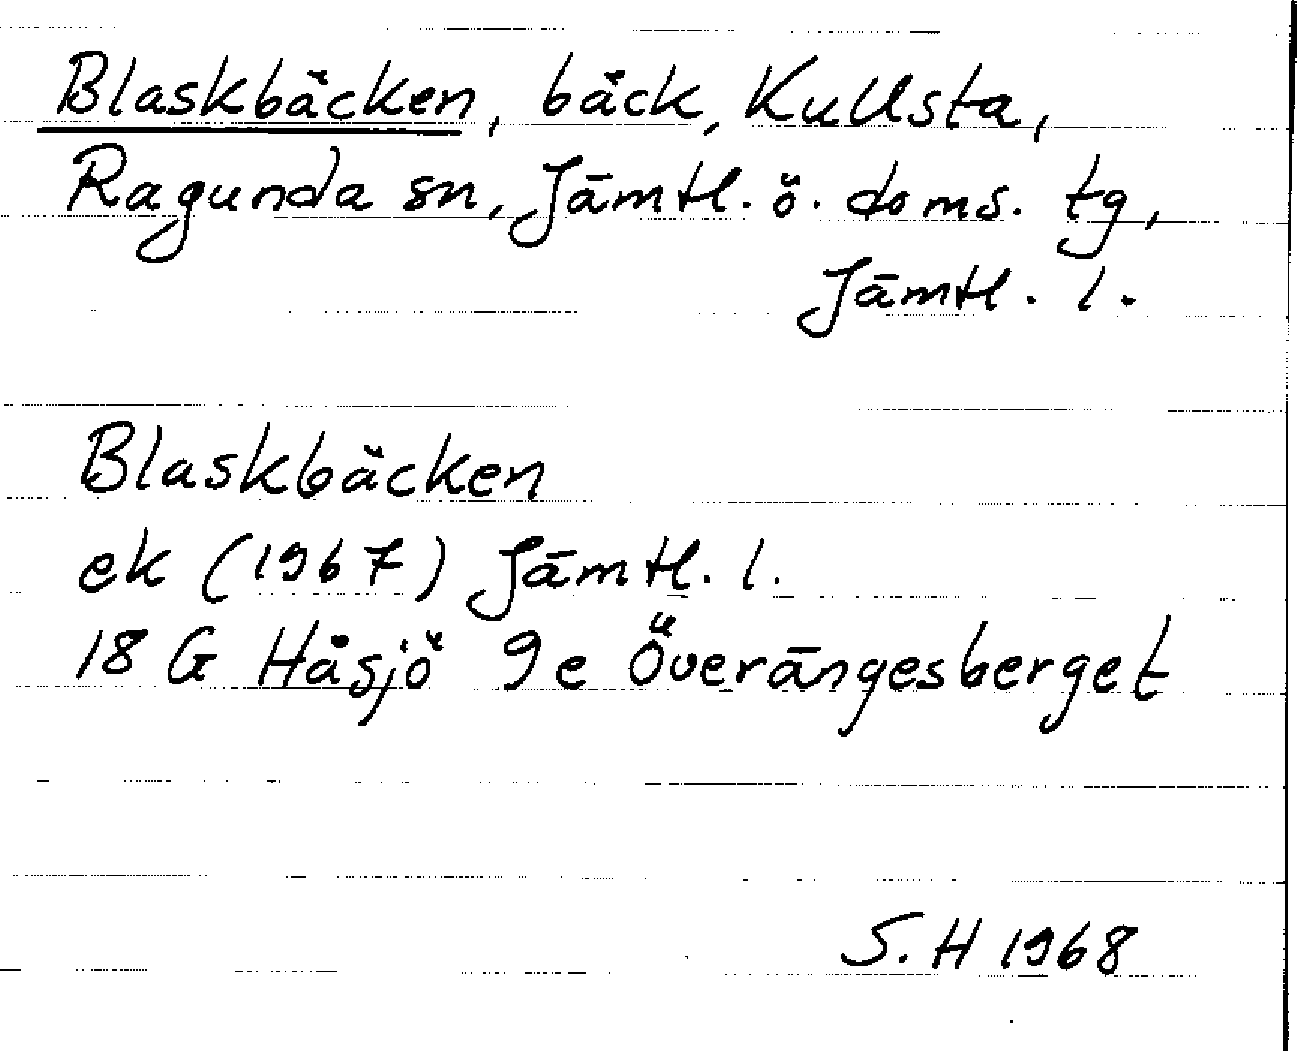 Blaskbäcken, bäck, Kullsta,
Ragunda sn, Jämtl. ö. doms. tg,
Jämtl. l.
Blaskbäcken
ek (1967) Jämtl. l.
18 G Håsjö 9e Överängesberget
S. H 1968